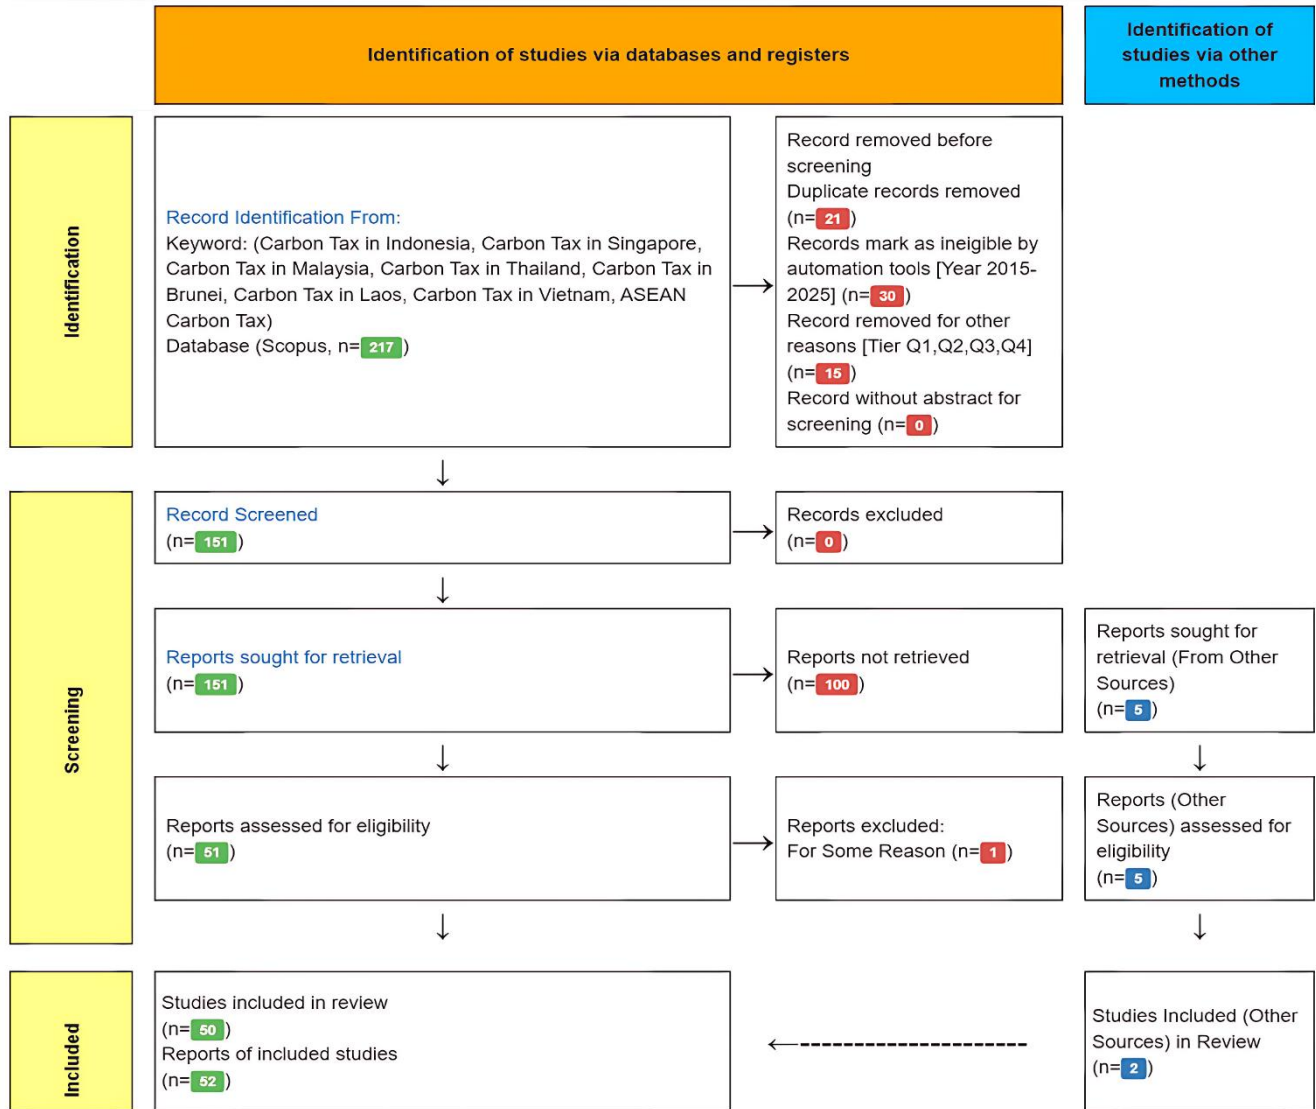 Identification of studies via databases and registers
Identification of
studies via other
methods
Identification
Record Identification From:
Keyword: (Carbon Tax in Indonesia, Carbon Tax in Singapore,
Carbon Tax in Malaysia, Carbon Tax in Thailand, Carbon Tax in
Brunei, Carbon Tax in Laos, Carbon Tax in Vietnam, ASEAN
Carbon Tax)
Database (Scopus, n=217)
Record removed before
screening
Duplicate records removed
(n=21)
Records mark as ineigible by
automation tools [Year 2015-
2025] (n=30)
Record removed for other
reasons [Tier Q1,Q2,Q3,Q4]
(n=15)
Record without abstract for
screening (n=0)
Screening
Record Screened
(n=151)
Records excluded
(n=0)
Reports sought for retrieval
(n=151)
Reports not retrieved
(n=100)
Reports sought for
retrieval (From Other
Sources)
(n=5)
Reports assessed for eligibility
(n=51)
Reports excluded:
For Some Reason (n=1)
Reports (Other
Sources) assessed for
eligibility
(n=5)
Included
Studies included in review
(n=50)
Reports of included studies
(n=52)
Studies Included (Other
Sources) in Review
(n=2)